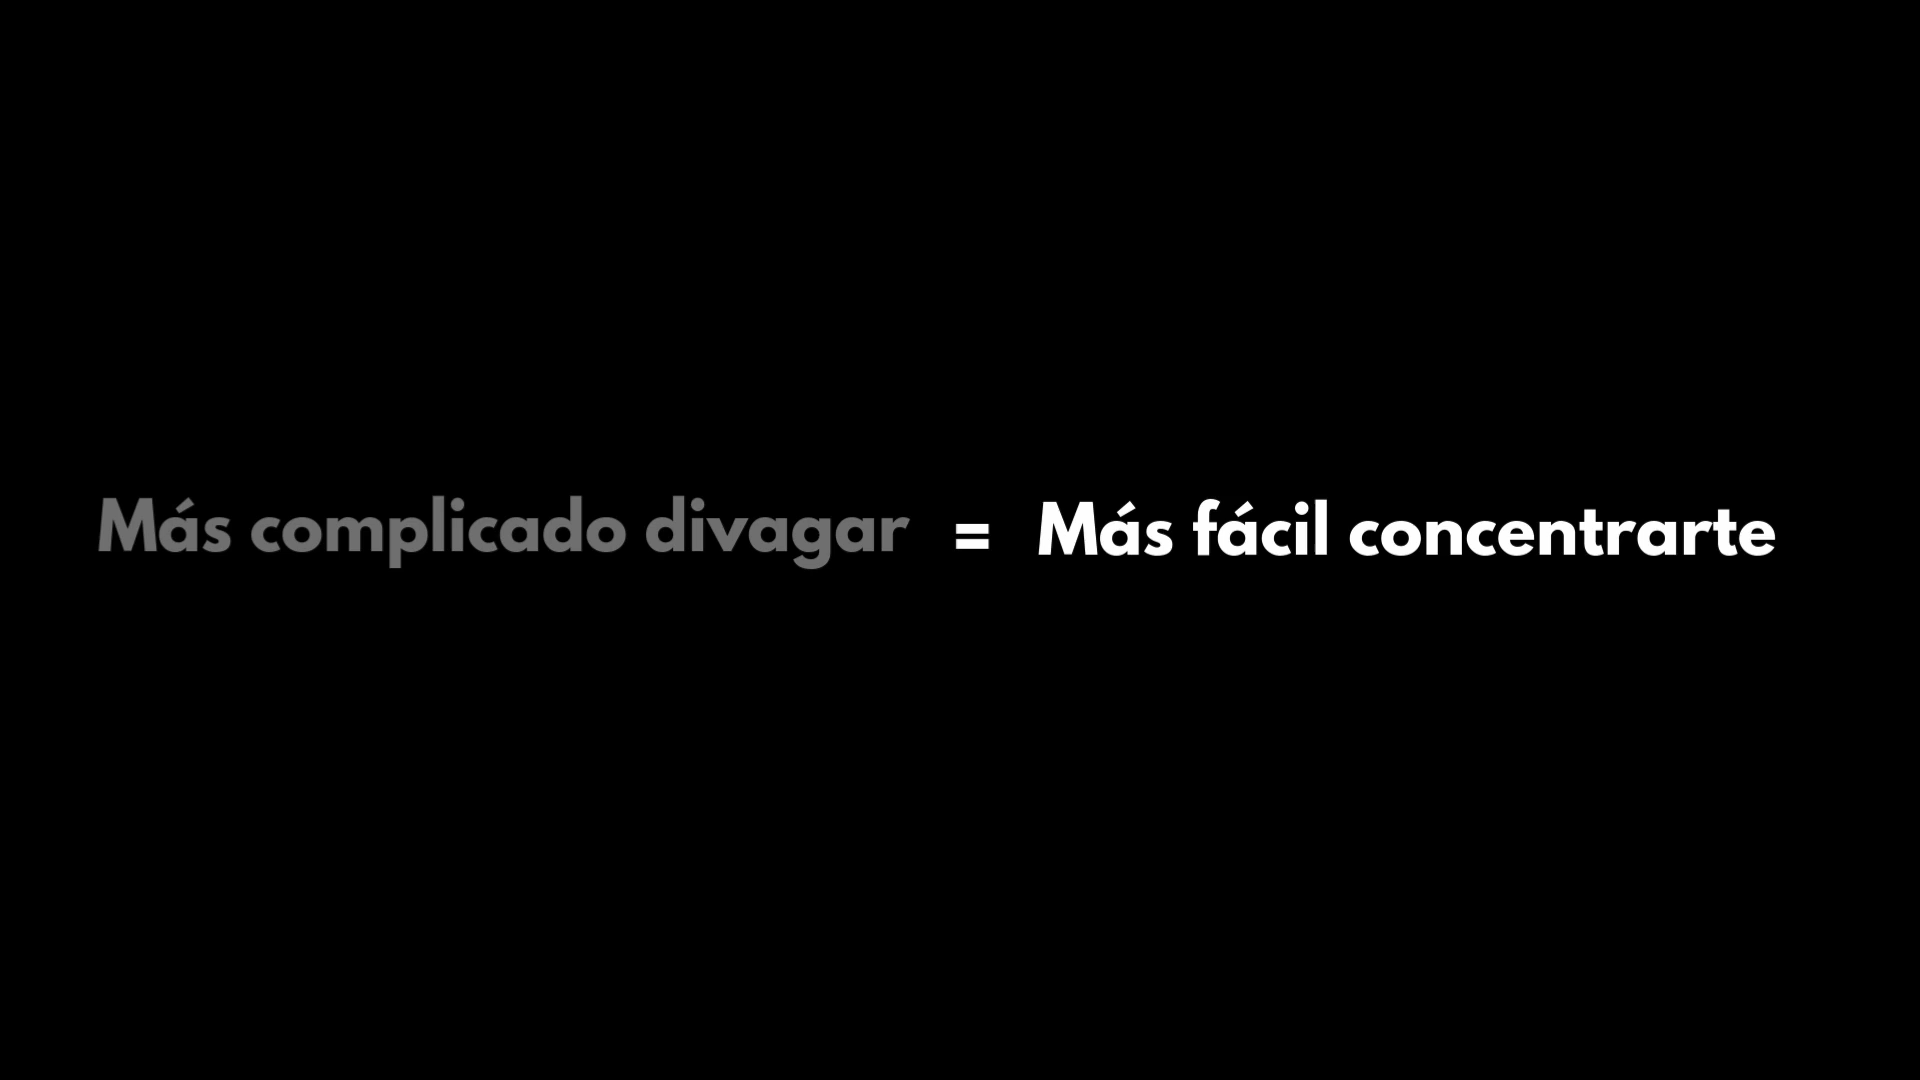 Más complicado divagar = Más fácil concentrarte